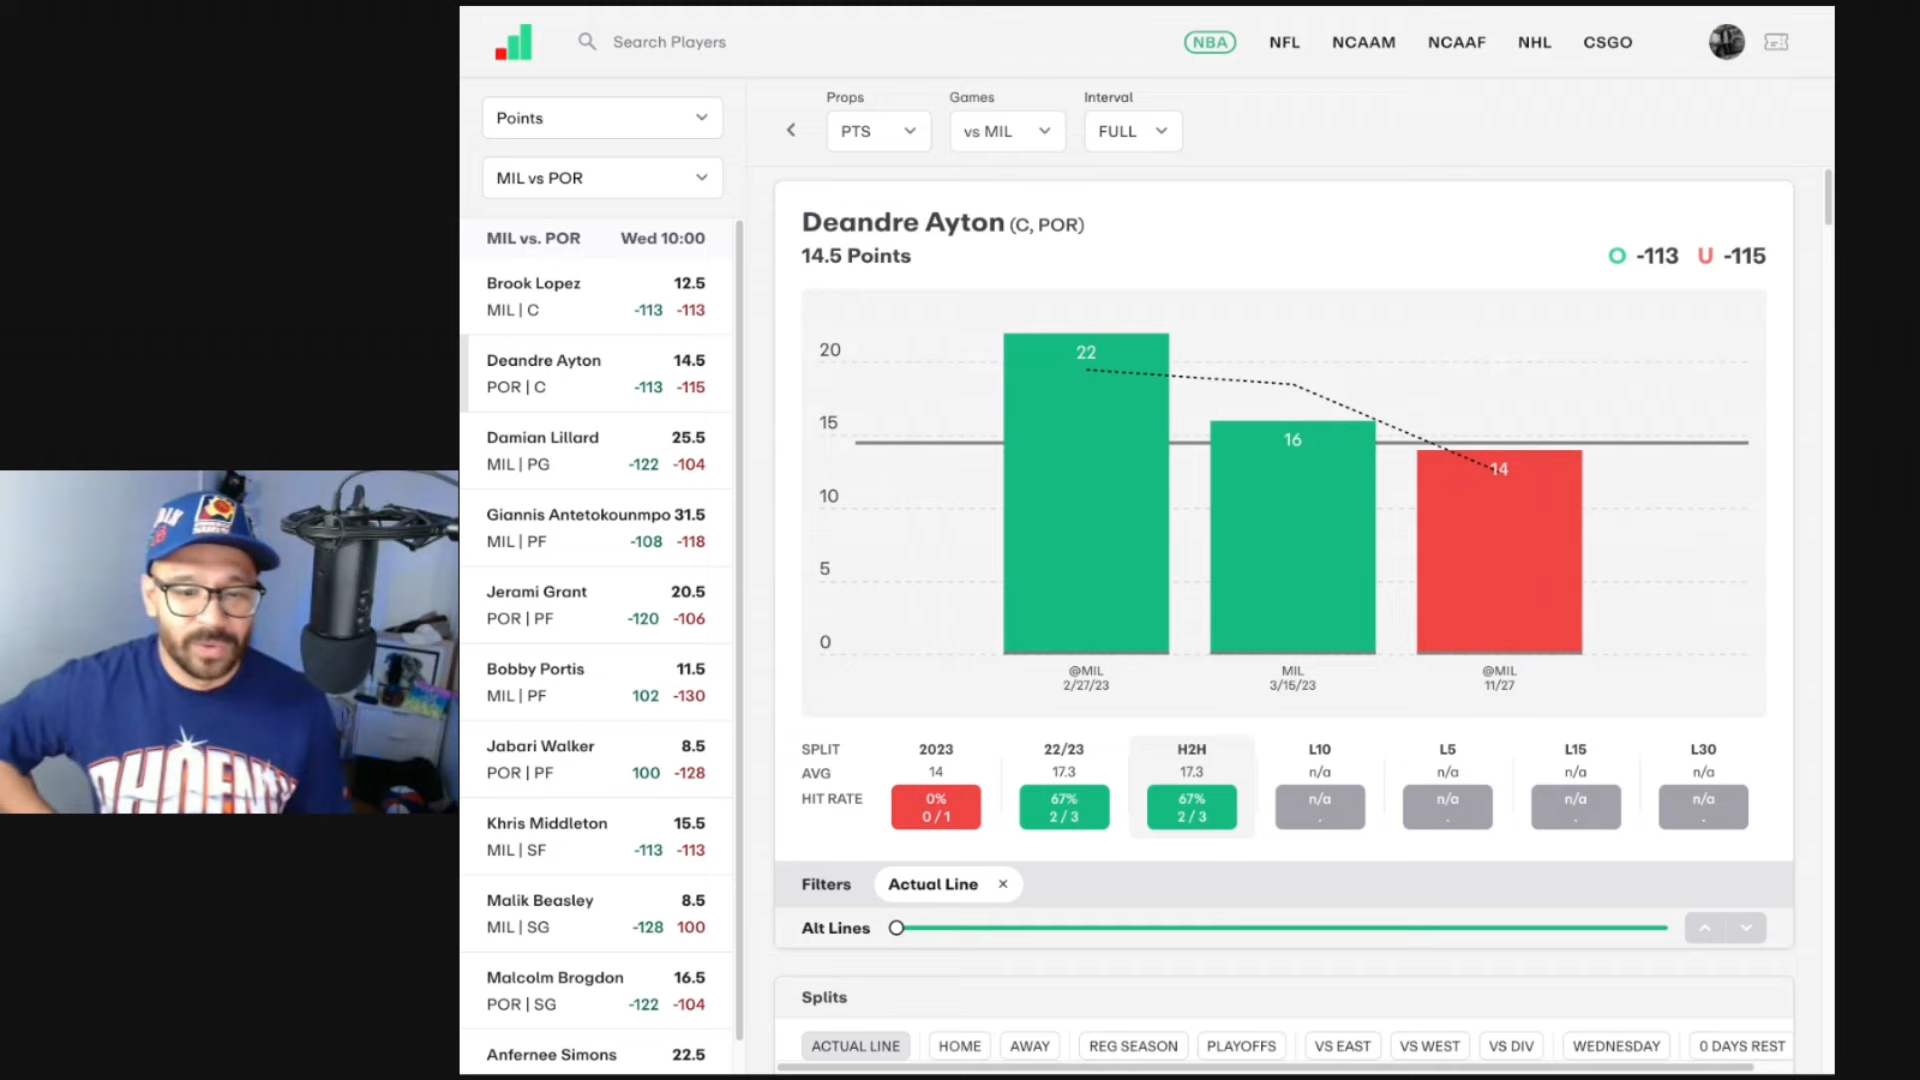 Search Players
NBA
NFL
NCAAM
NCAAF
NHL
CSGO
Points
MIL vs POR
MIL vs. POR Wed 10:00
Brook Lopez 12.5
MIL | C -113 -113
Deandre Ayton 14.5
POR | C -113 -115
Damian Lillard 25.5
MIL | PG -122 -104
Giannis Antetokounmpo 31.5
MIL | PF -108 -118
Jerami Grant 20.5
POR | PF -120 -106
Bobby Portis 11.5
MIL | PF 102 -130
Jabari Walker 8.5
POR | PF 100 -128
Khris Middleton 15.5
MIL | SF -113 -113
Malik Beasley 8.5
MIL | SG -128 100
Malcolm Brogdon 16.5
POR | SG -122 -104
Anfernee Simons 22.5
Props Games Interval
PTS vs MIL FULL
Deandre Ayton (C, POR)
14.5 Points O -113 U -115
20
15
10
5
0
22
16
14
@MIL
2/27/23
MIL
3/15/23
@MIL
11/27
SPLIT 2023 22/23 H2H L10 L5 L15 L30
AVG 14 17.3 17.3 n/a n/a n/a n/a
HIT RATE 0% 67% 67% n/a n/a n/a n/a
0 / 1 2 / 3 2 / 3 . . . .
Filters Actual Line ×
Alt Lines
Splits
ACTUAL LINE HOME AWAY REG SEASON PLAYOFFS VS EAST VS WEST VS DIV WEDNESDAY 0 DAYS REST